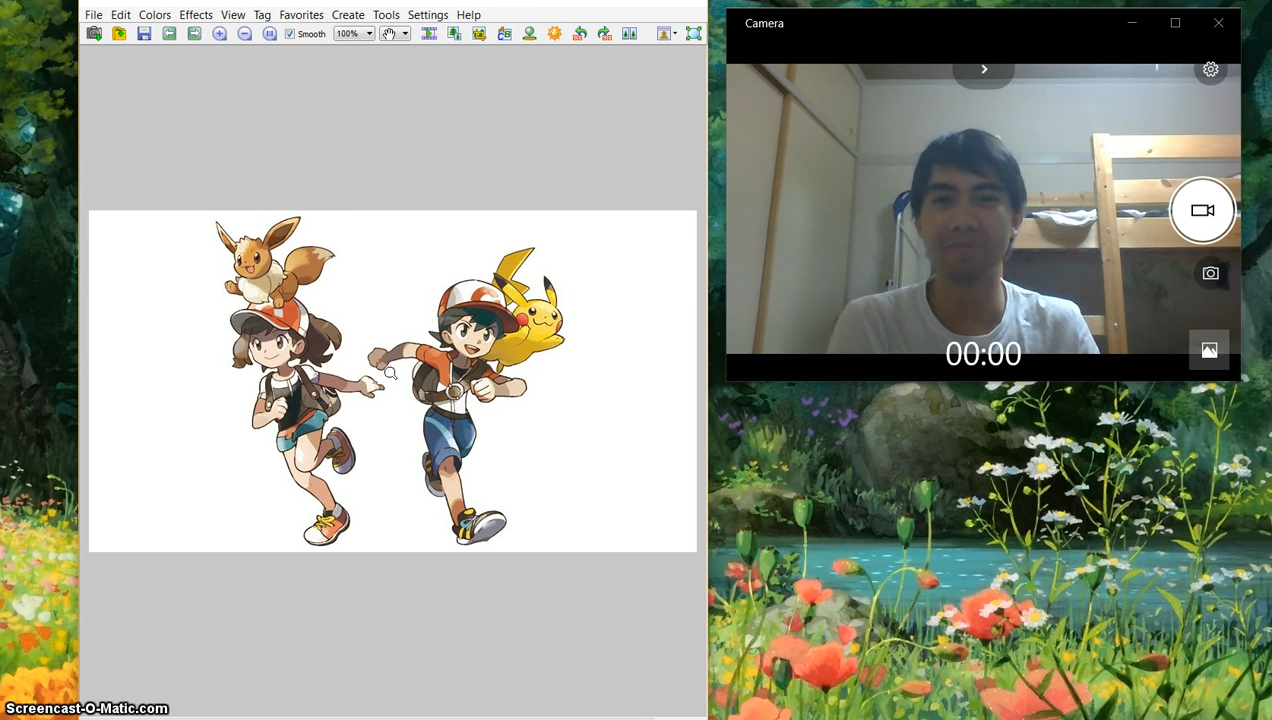 File Edit Colors Effects View Tag Favorites Create Tools Settings Help
Smooth 100%
Camera
00:00
Screencast-O-Matic.com